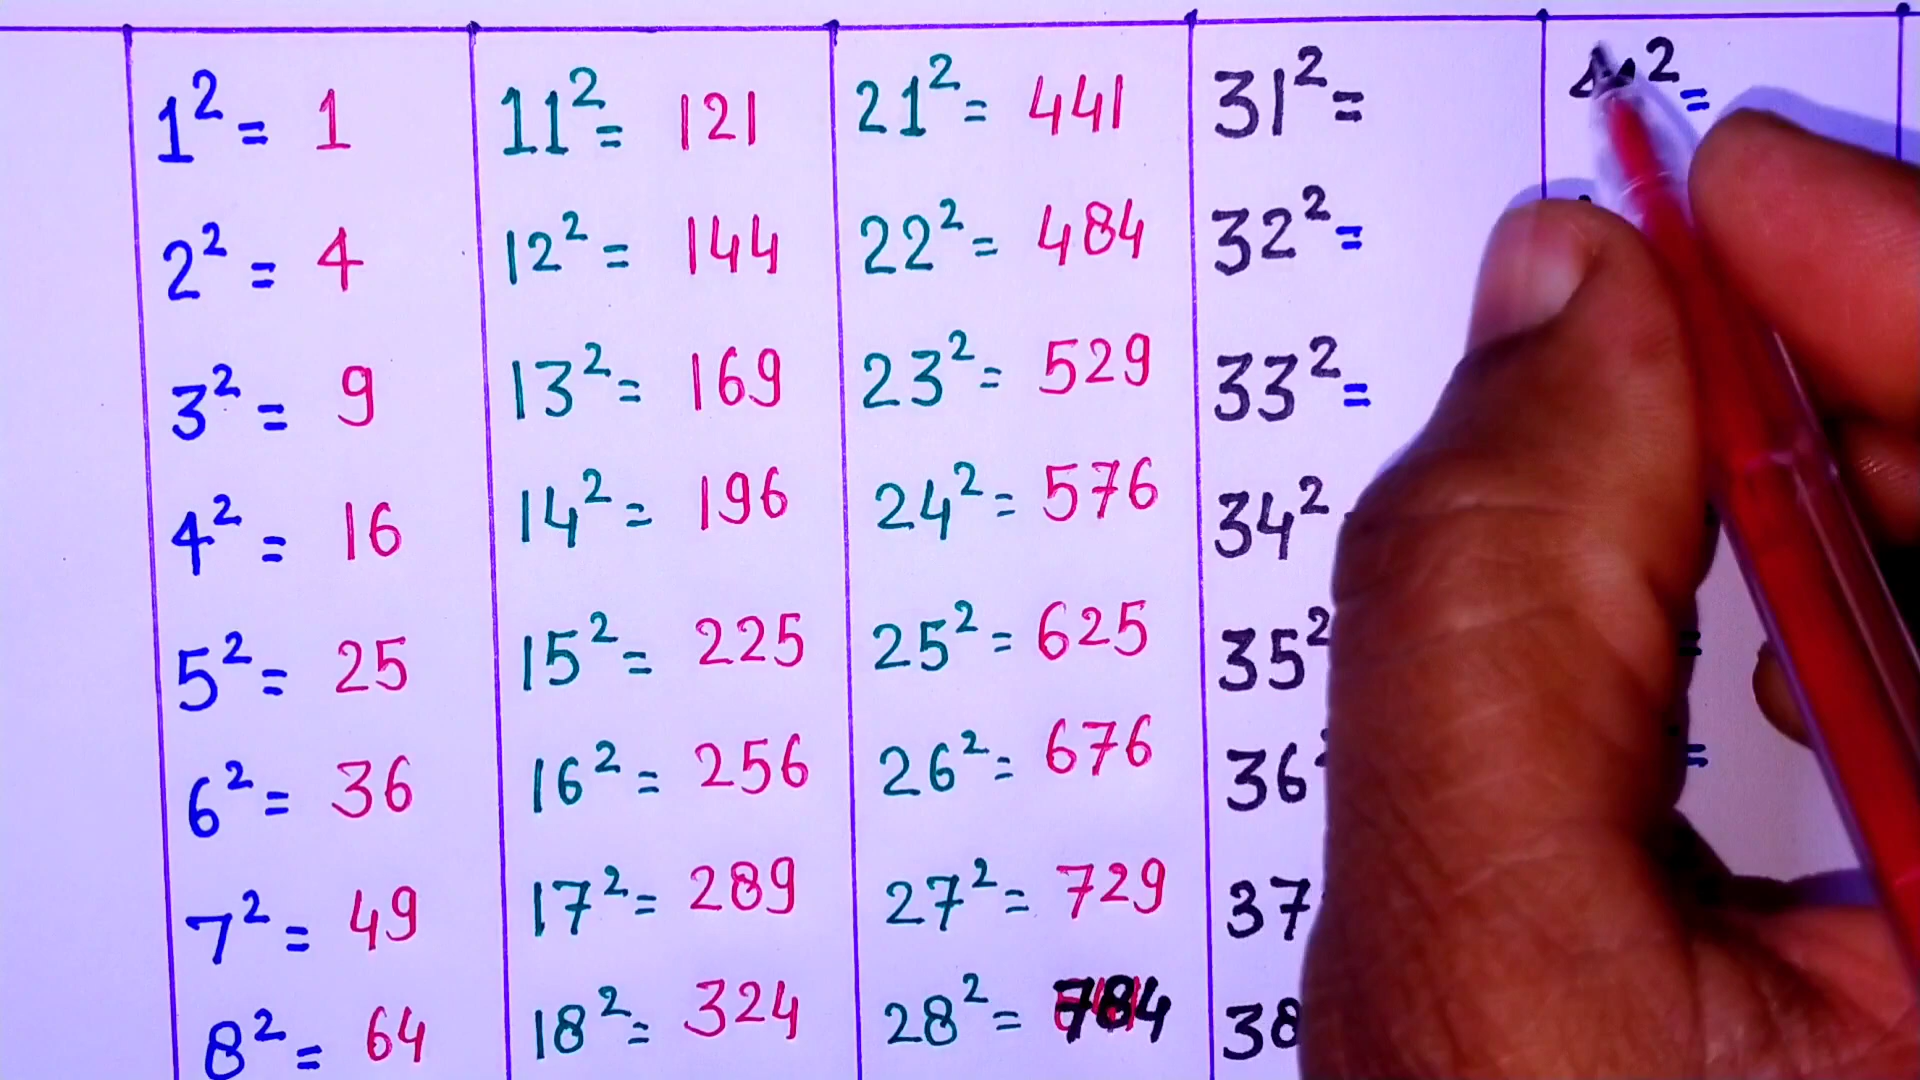 1² = 1
2² = 4
3² = 9
4² = 16
5² = 25
6² = 36
7² = 49
8² = 64
11² = 121
12² = 144
13² = 169
14² = 196
15² = 225
16² = 256
17² = 289
18² = 324
21² = 441
22² = 484
23² = 529
24² = 576
25² = 625
26² = 676
27² = 729
28² = 784
31² =
32² =
33² =
34²
35²
36
37
38
² =
=
=